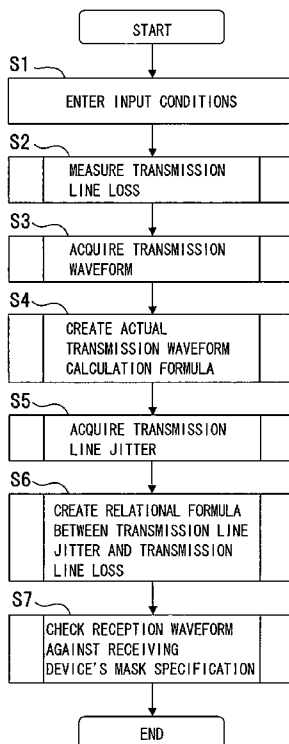 START
S1
ENTER INPUT CONDITIONS
S2
MEASURE TRANSMISSION
LINE LOSS
S3
ACQUIRE TRANSMISSION
WAVEFORM
S4
CREATE ACTUAL
TRANSMISSION WAVEFORM
CALCULATION FORMULA
S5
ACQUIRE TRANSMISSION
LINE JITTER
S6
CREATE RELATIONAL FORMULA
BETWEEN TRANSMISSION LINE
JITTER AND TRANSMISSION
LINE LOSS
S7
CHECK RECEPTION WAVEFORM
AGAINST RECEIVING
DEVICE'S MASK SPECIFICATION
END